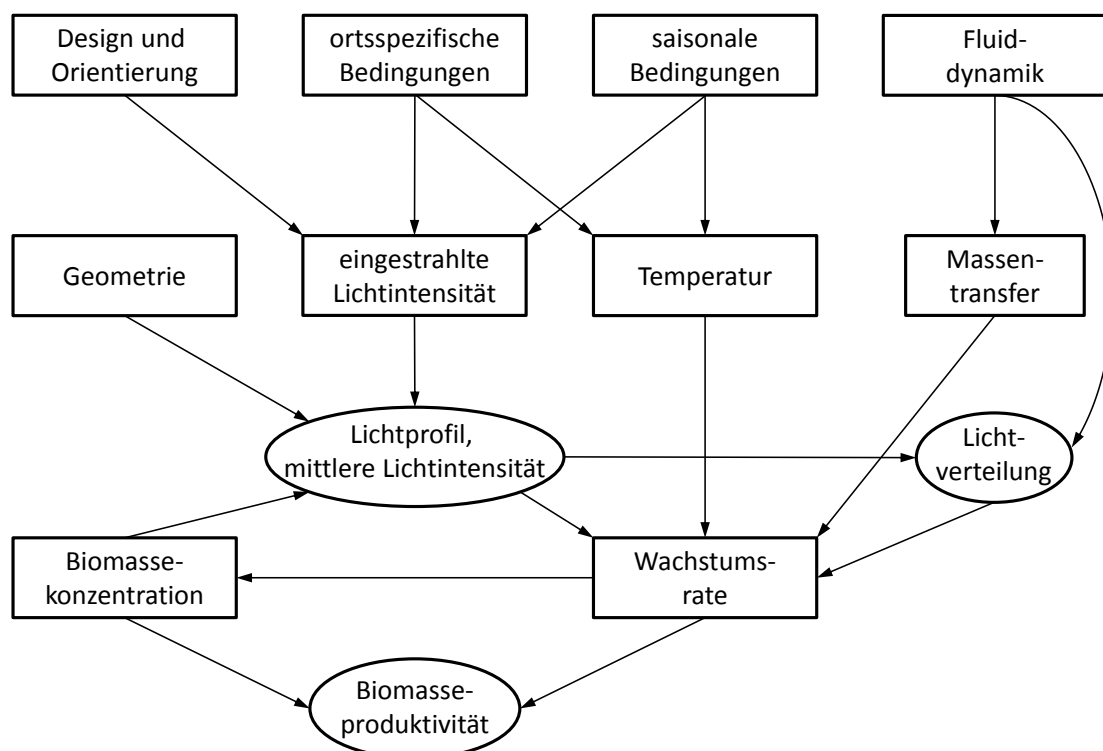 Design und
Orientierung
ortsspezifische
Bedingungen
saisonale
Bedingungen
Fluid-
dynamik
Geometrie
eingestrahlte
Lichtintensität
Temperatur
Massen-
transfer
Lichtprofil,
mittlere Lichtintensität
Licht-
verteilung
Biomasse-
konzentration
Wachstums-
rate
Biomasse-
produktivität